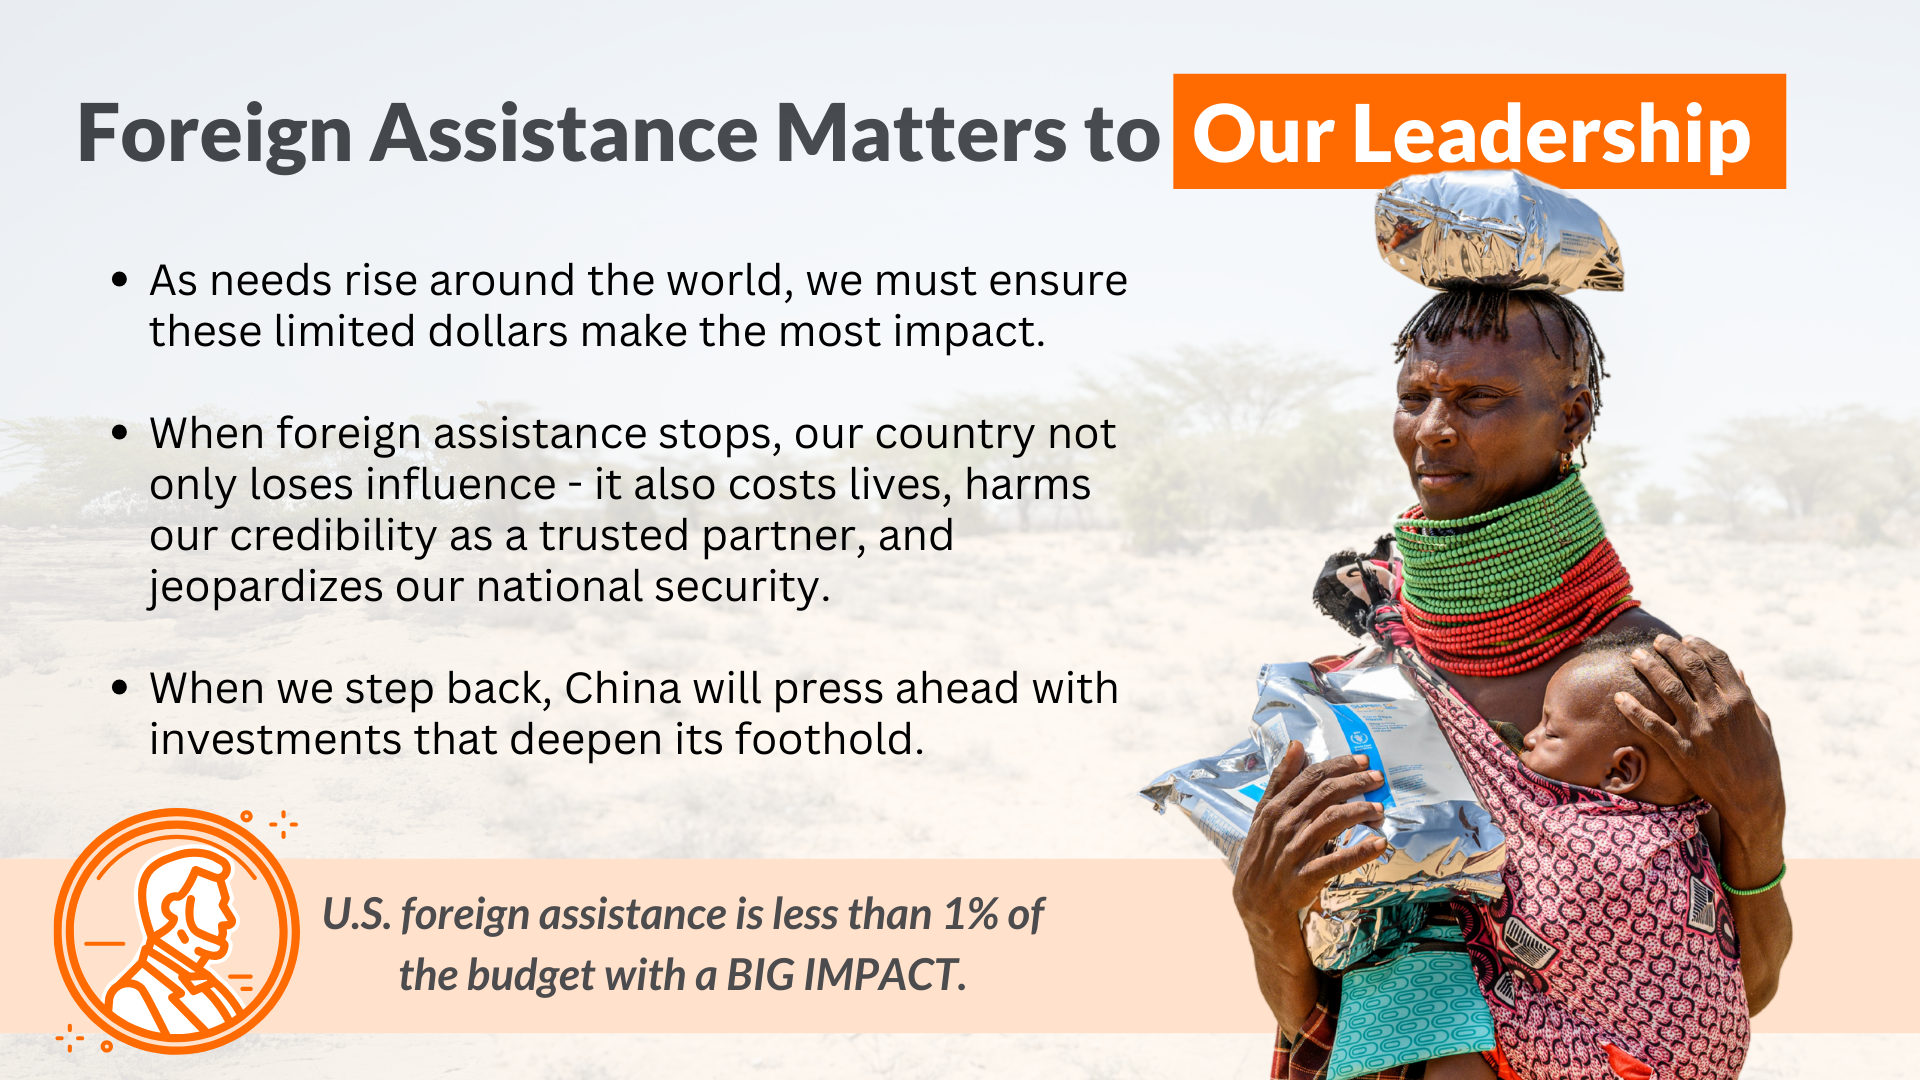 Foreign Assistance Matters to Our Leadership
• As needs rise around the world, we must ensure
these limited dollars make the most impact.
• When foreign assistance stops, our country not
only loses influence - it also costs lives, harms
our credibility as a trusted partner, and
jeopardizes our national security.
• When we step back, China will press ahead with
investments that deepen its foothold.
U.S. foreign assistance is less than 1% of
the budget with a BIG IMPACT.